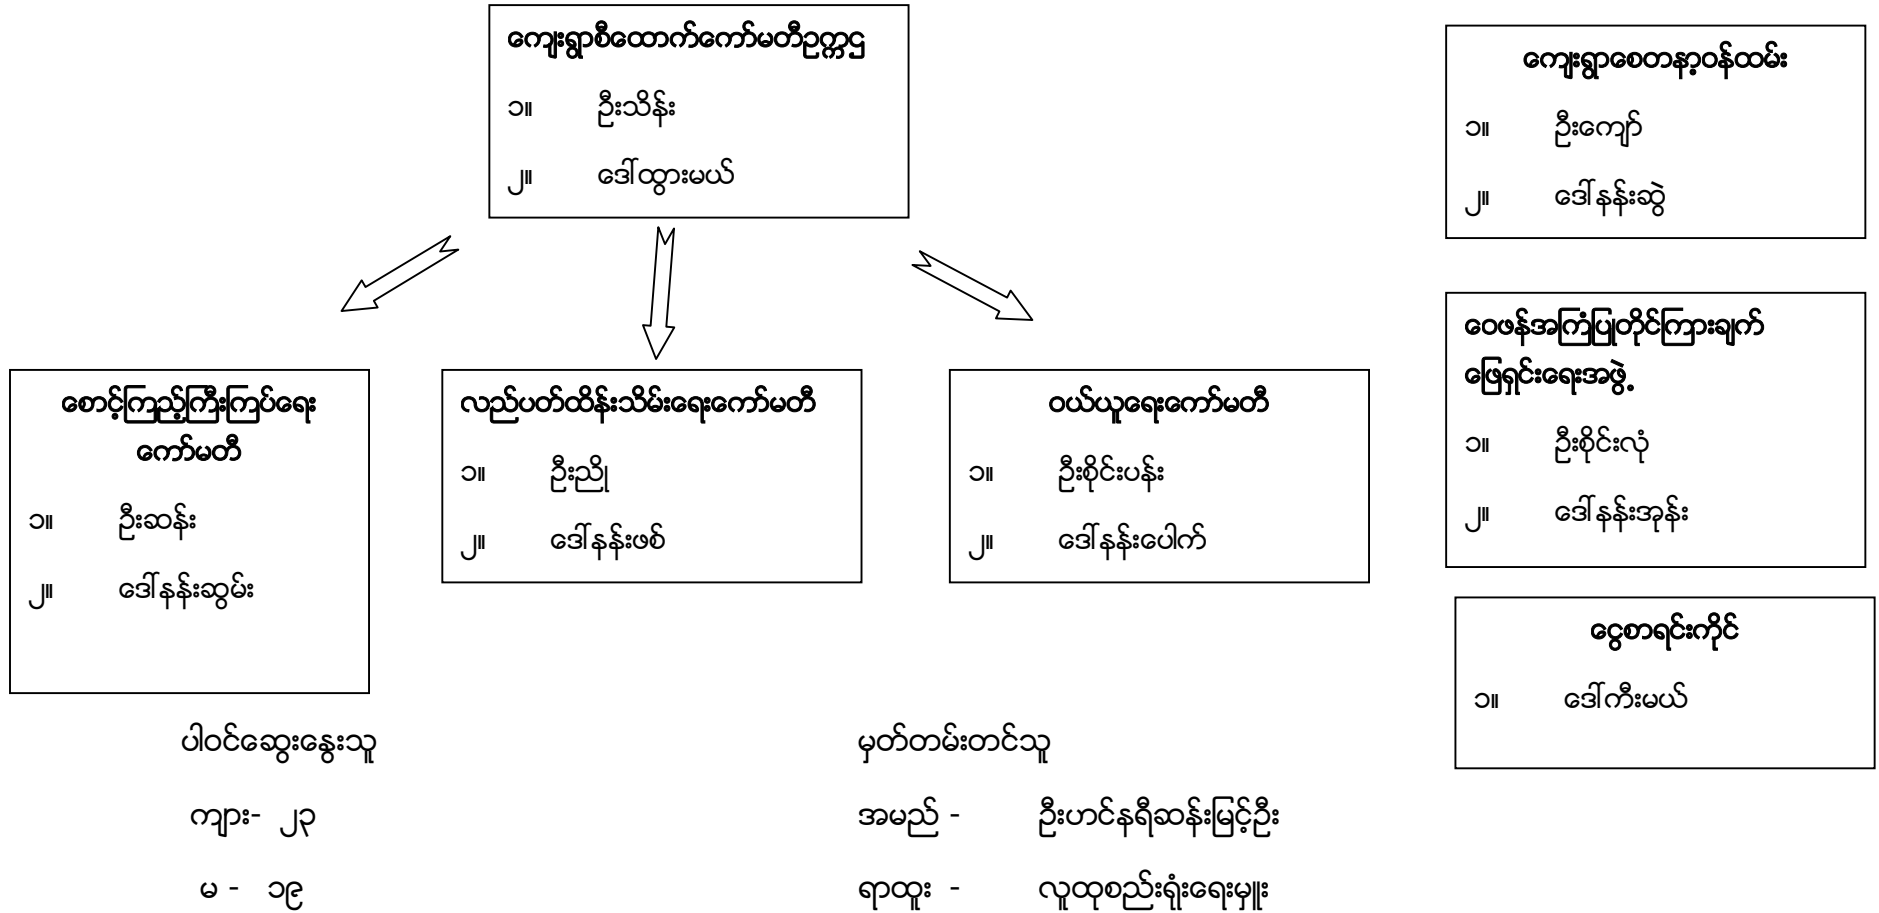 ကျေးရွာစီထောက်ကော်မတီဥက္ကဌ
၁။ ဦးသိန်း
၂။ ဒေါ်ထွားမယ်
စောင့်ကြည့်ကြီးကြပ်ရေး
ကော်မတီ
၁။ ဦးဆန်း
၂။ ဒေါ်နန်းဆွမ်း
လည်ပတ်ထိန်းသိမ်းရေးကော်မတီ
၁။ ဦးညို
၂။ ဒေါ်နန်းဖစ်
ဝယ်ယူရေးကော်မတီ
၁။ ဦးစိုင်းပန်း
၂။ ဒေါ်နန်းပေါက်
ကျေးရွာစေတနာ့ဝန်ထမ်း
၁။ ဦးကျော်
၂။ ဒေါ်နန်းဆွဲ
ဝေဖန်အကြံပြုတိုင်ကြားချက်
ဖြေရှင်းရေးအဖွဲ့
၁။ ဦးစိုင်းလုံ
၂။ ဒေါ်နန်းအုန်း
ငွေစာရင်းကိုင်
၁။ ဒေါ်ကီးမယ်
ပါဝင်ဆွေးနွေးသူ
ကျား- ၂၃
မ - ၁၉
မှတ်တမ်းတင်သူ
အမည် - ဦးဟင်နရီဆန်းမြင့်ဦး
ရာထူး - လူထုစည်းရုံးရေးမှူး